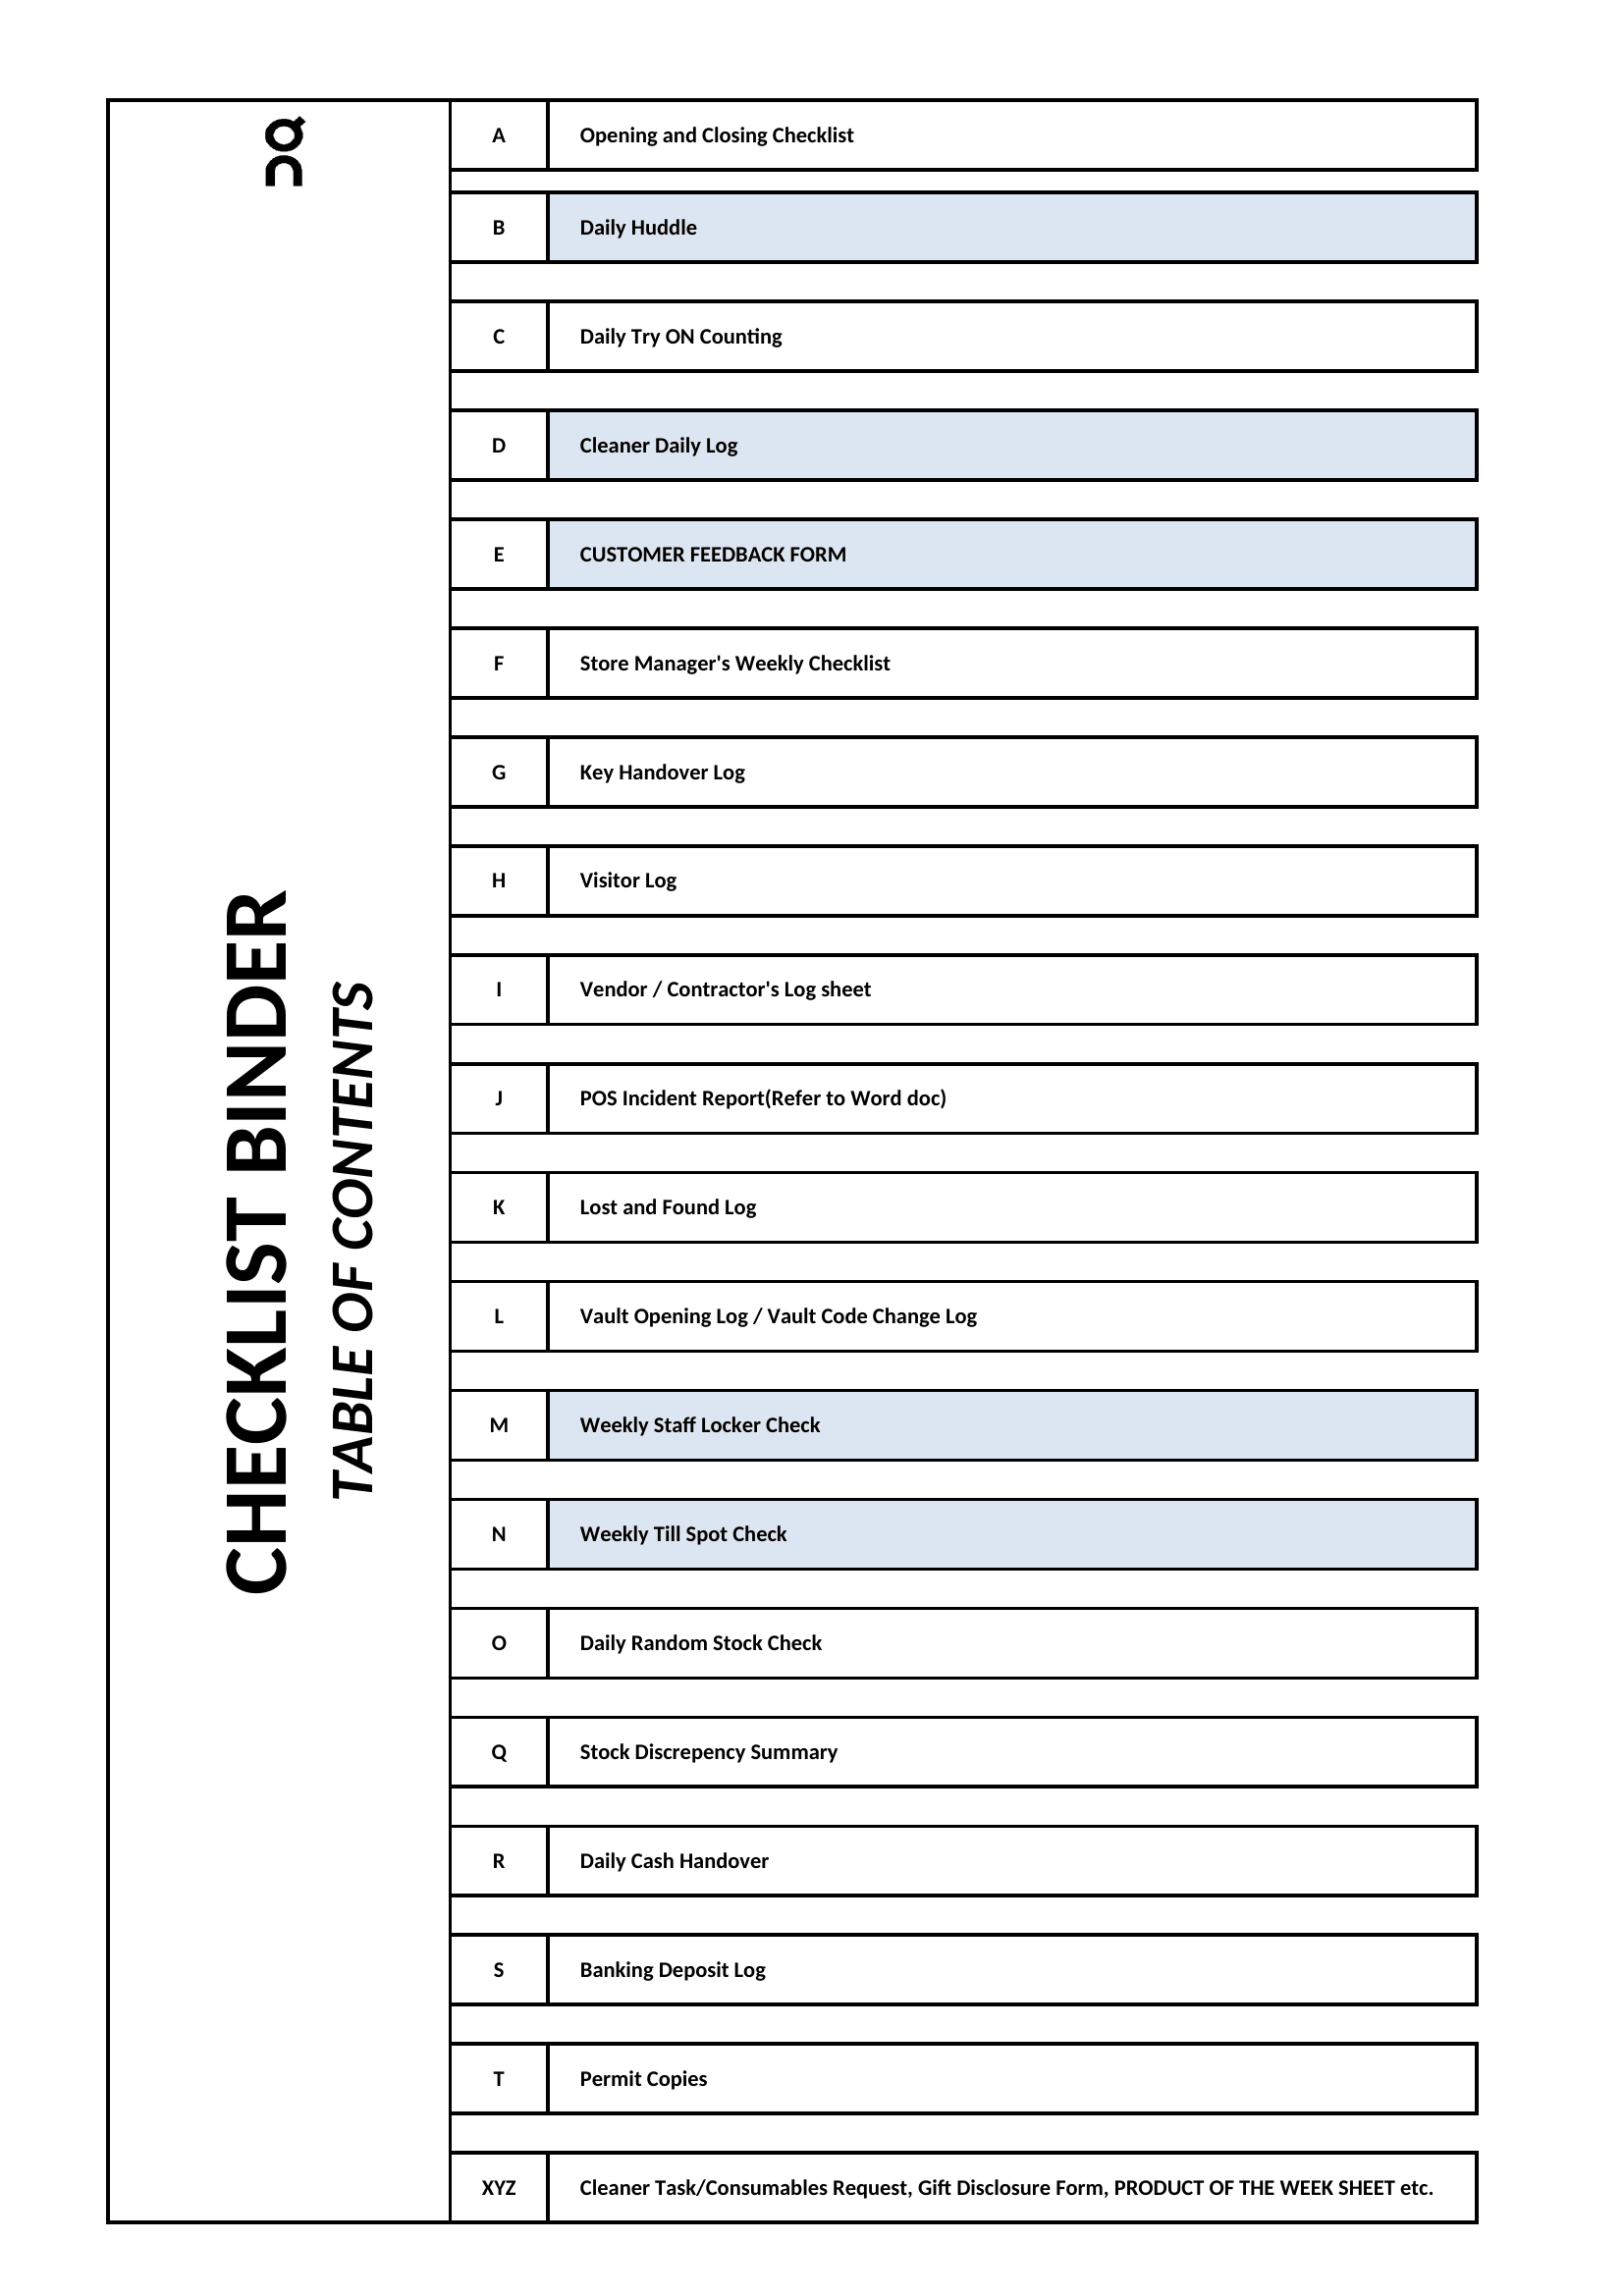 CHECKLIST BINDER
TABLE OF CONTENTS
A Opening and Closing Checklist
B Daily Huddle
C Daily Try ON Counting
D Cleaner Daily Log
E CUSTOMER FEEDBACK FORM
F Store Manager's Weekly Checklist
G Key Handover Log
H Visitor Log
I Vendor / Contractor's Log sheet
J POS Incident Report(Refer to Word doc)
K Lost and Found Log
L Vault Opening Log / Vault Code Change Log
M Weekly Staff Locker Check
N Weekly Till Spot Check
O Daily Random Stock Check
Q Stock Discrepency Summary
R Daily Cash Handover
S Banking Deposit Log
T Permit Copies
XYZ Cleaner Task/Consumables Request, Gift Disclosure Form, PRODUCT OF THE WEEK SHEET etc.